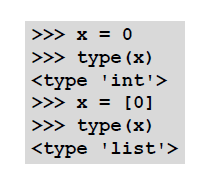 >>> x = 0
>>> type(x)
<type 'int'>
>>> x = [0]
>>> type(x)
<type 'list'>